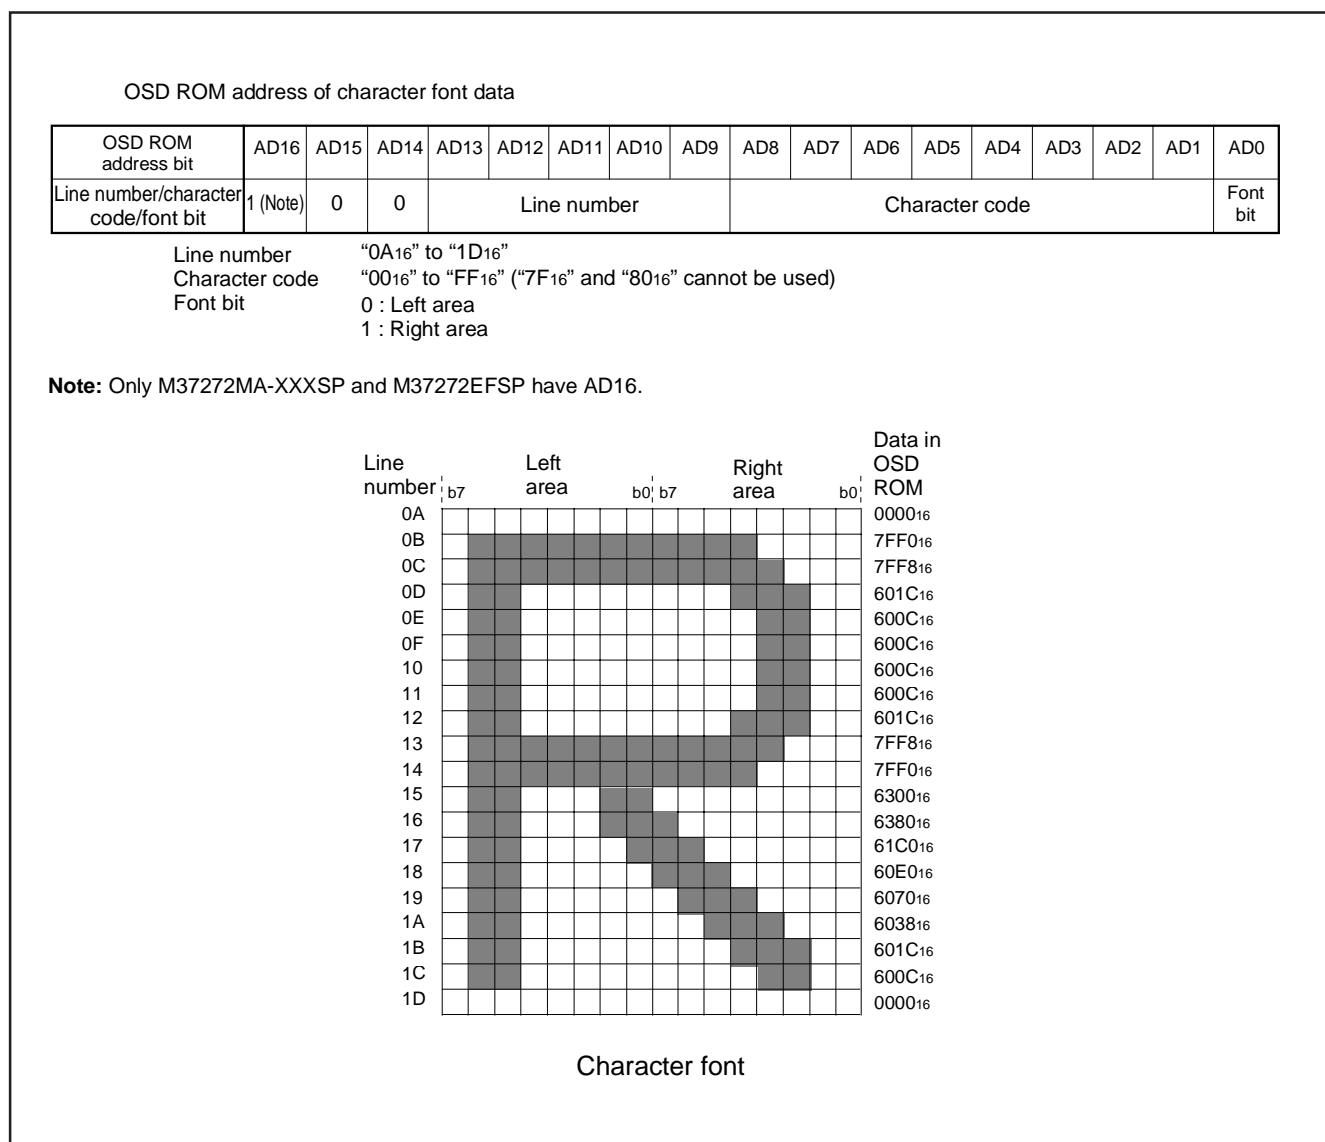 OSD ROM address of character font data
OSD ROM address bit AD16 AD15 AD14 AD13 AD12 AD11 AD10 AD9 AD8 AD7 AD6 AD5 AD4 AD3 AD2 AD1 AD0
Line number/character code/font bit 1 (Note) 0 0 Line number Character code Font bit
Line number “0A16” to “1D16”
Character code “0016” to “FF16” (“7F16” and “8016” cannot be used)
Font bit 0 : Left area
1 : Right area
Note: Only M37272MA-XXXSP and M37272EFSP have AD16.
Line number Left area Right area Data in OSD ROM
b7 b0 b7 b0
0A 000016
0B 7FF016
0C 7FF816
0D 601C16
0E 600C16
0F 600C16
10 600C16
11 600C16
12 601C16
13 7FF816
14 7FF016
15 630016
16 638016
17 61C016
18 60E016
19 607016
1A 603816
1B 601C16
1C 600C16
1D 000016
Character font